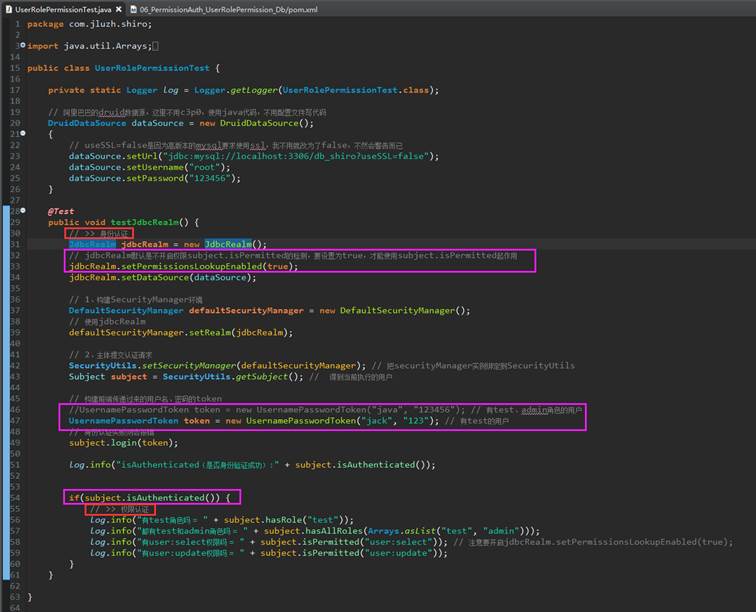 UserRolePermissionTest.java
06_PermissionAuth_UserRolePermission_Db/pom.xml
1 package com.jluzh.shiro;
2
3 import java.util.Arrays;
14
15 public class UserRolePermissionTest {
16
17 private static Logger log = Logger.getLogger(UserRolePermissionTest.class);
18
19 // 阿里巴巴的druid数据源，这里不用c3p0，使用java代码，不用配置文件写代码
20 DruidDataSource dataSource = new DruidDataSource();
21 {
22 // useSSL=false是因为高版本的mysql要求使用ssl，我不用就改为了false，不然会警告而已
23 dataSource.setUrl("jdbc:mysql://localhost:3306/db_shiro?useSSL=false");
24 dataSource.setUsername("root");
25 dataSource.setPassword("123456");
26 }
27
28 @Test
29 public void testJdbcRealm() {
30 // >> 身份认证
31 JdbcRealm jdbcRealm = new JdbcRealm();
32 // jdbcRealm默认是不开启权限subject.isPermitted的检测，要设置为true，才能使用subject.isPermitted起作用
33 jdbcRealm.setPermissionsLookupEnabled(true);
34 jdbcRealm.setDataSource(dataSource);
35
36 // 1、构建SecurityManager环境
37 DefaultSecurityManager defaultSecurityManager = new DefaultSecurityManager();
38 // 使用jdbcRealm
39 defaultSecurityManager.setRealm(jdbcRealm);
40
41 // 2、主体提交认证请求
42 SecurityUtils.setSecurityManager(defaultSecurityManager); // 把securityManager实例绑定到SecurityUtils
43 Subject subject = SecurityUtils.getSubject(); // 得到当前执行的用户
44
45 // 构建前端传递过来的用户名、密码的token
46 //UsernamePasswordToken token = new UsernamePasswordToken("java", "123456"); // 有test、admin角色的用户
47 UsernamePasswordToken token = new UsernamePasswordToken("jack", "123"); // 有test的用户
48 // 身份认证失败则会报错
49 subject.login(token);
50
51 log.info("isAuthenticated（是否身份验证成功）:" + subject.isAuthenticated());
52
53
54 if(subject.isAuthenticated()) {
55 // >> 权限认证
56 log.info("有test角色吗 = " + subject.hasRole("test"));
57 log.info("都有test和admin角色吗 = " + subject.hasAllRoles(Arrays.asList("test", "admin")));
58 log.info("有user:select权限吗 = " + subject.isPermitted("user:select")); // 注意要开启jdbcRealm.setPermissionsLookupEnabled(true);
59 log.info("有user:update权限吗 = " + subject.isPermitted("user:update"));
60 }
61 }
62
63 }
64